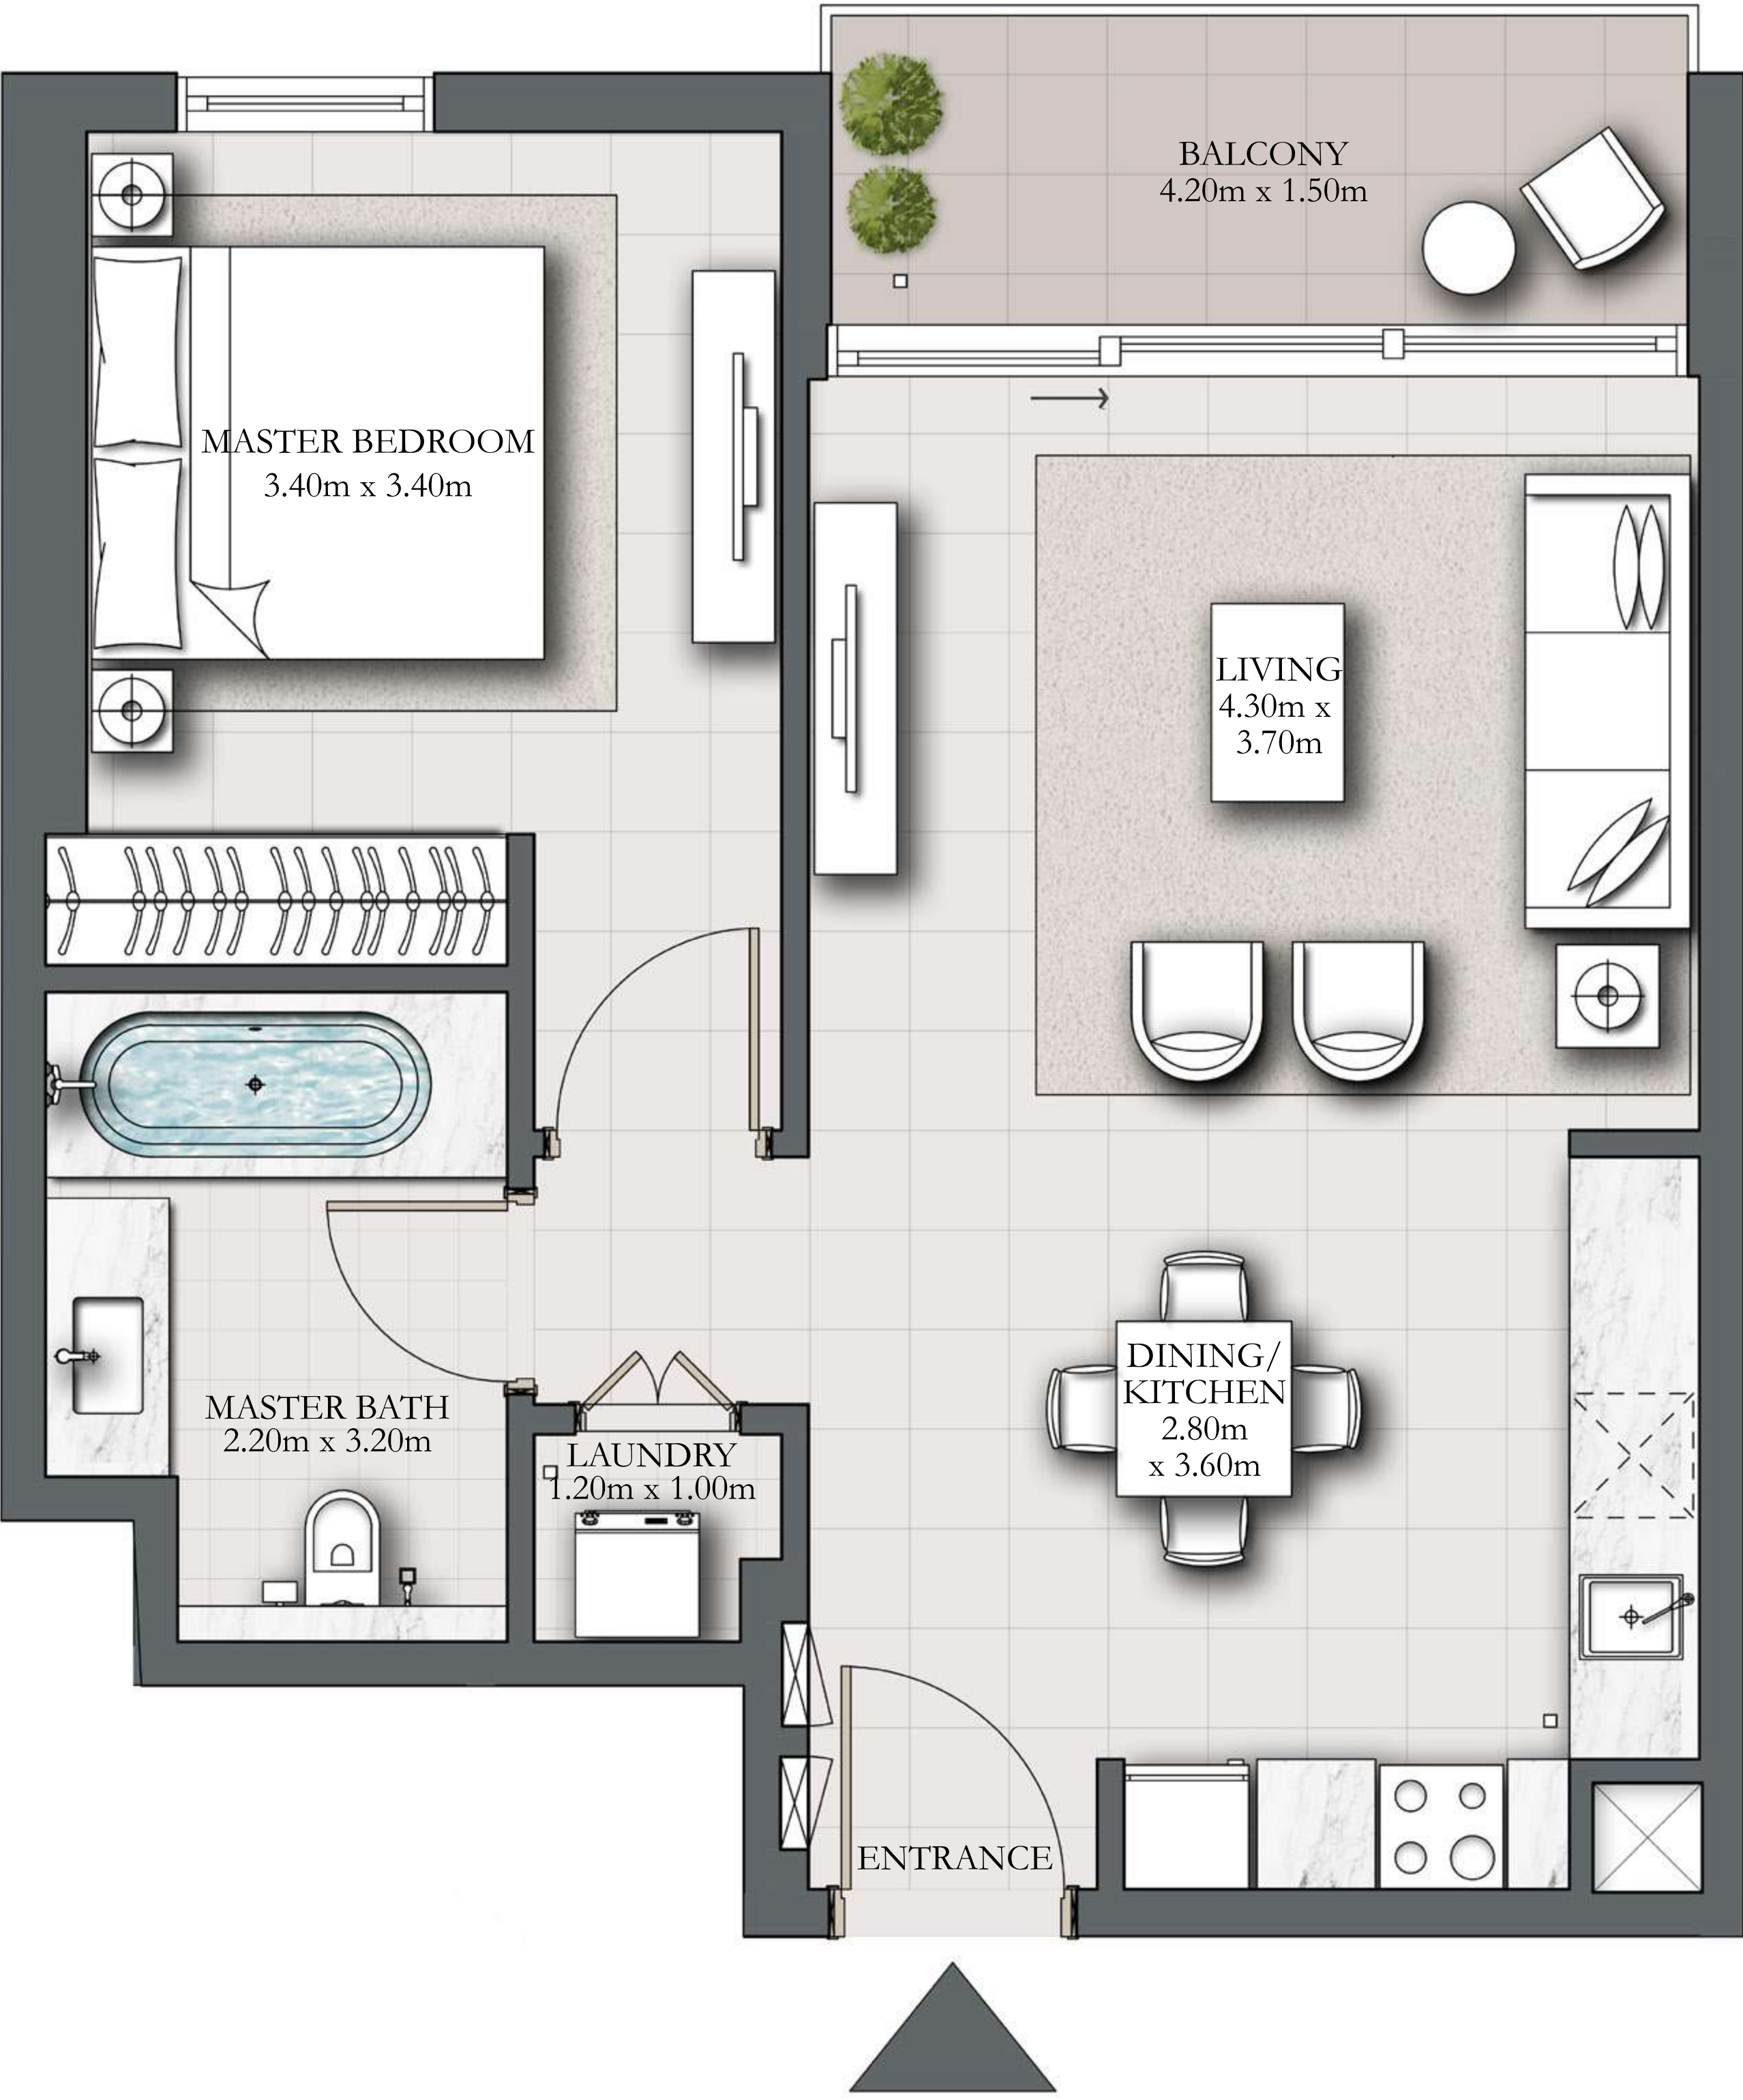 BALCONY
4.20m x 1.50m
MASTER BEDROOM
3.40m x 3.40m
LIVING
4.30m x
3.70m
DINING/
KITCHEN
2.80m
x 3.60m
MASTER BATH
2.20m x 3.20m
LAUNDRY
1.20m x 1.00m
ENTRANCE